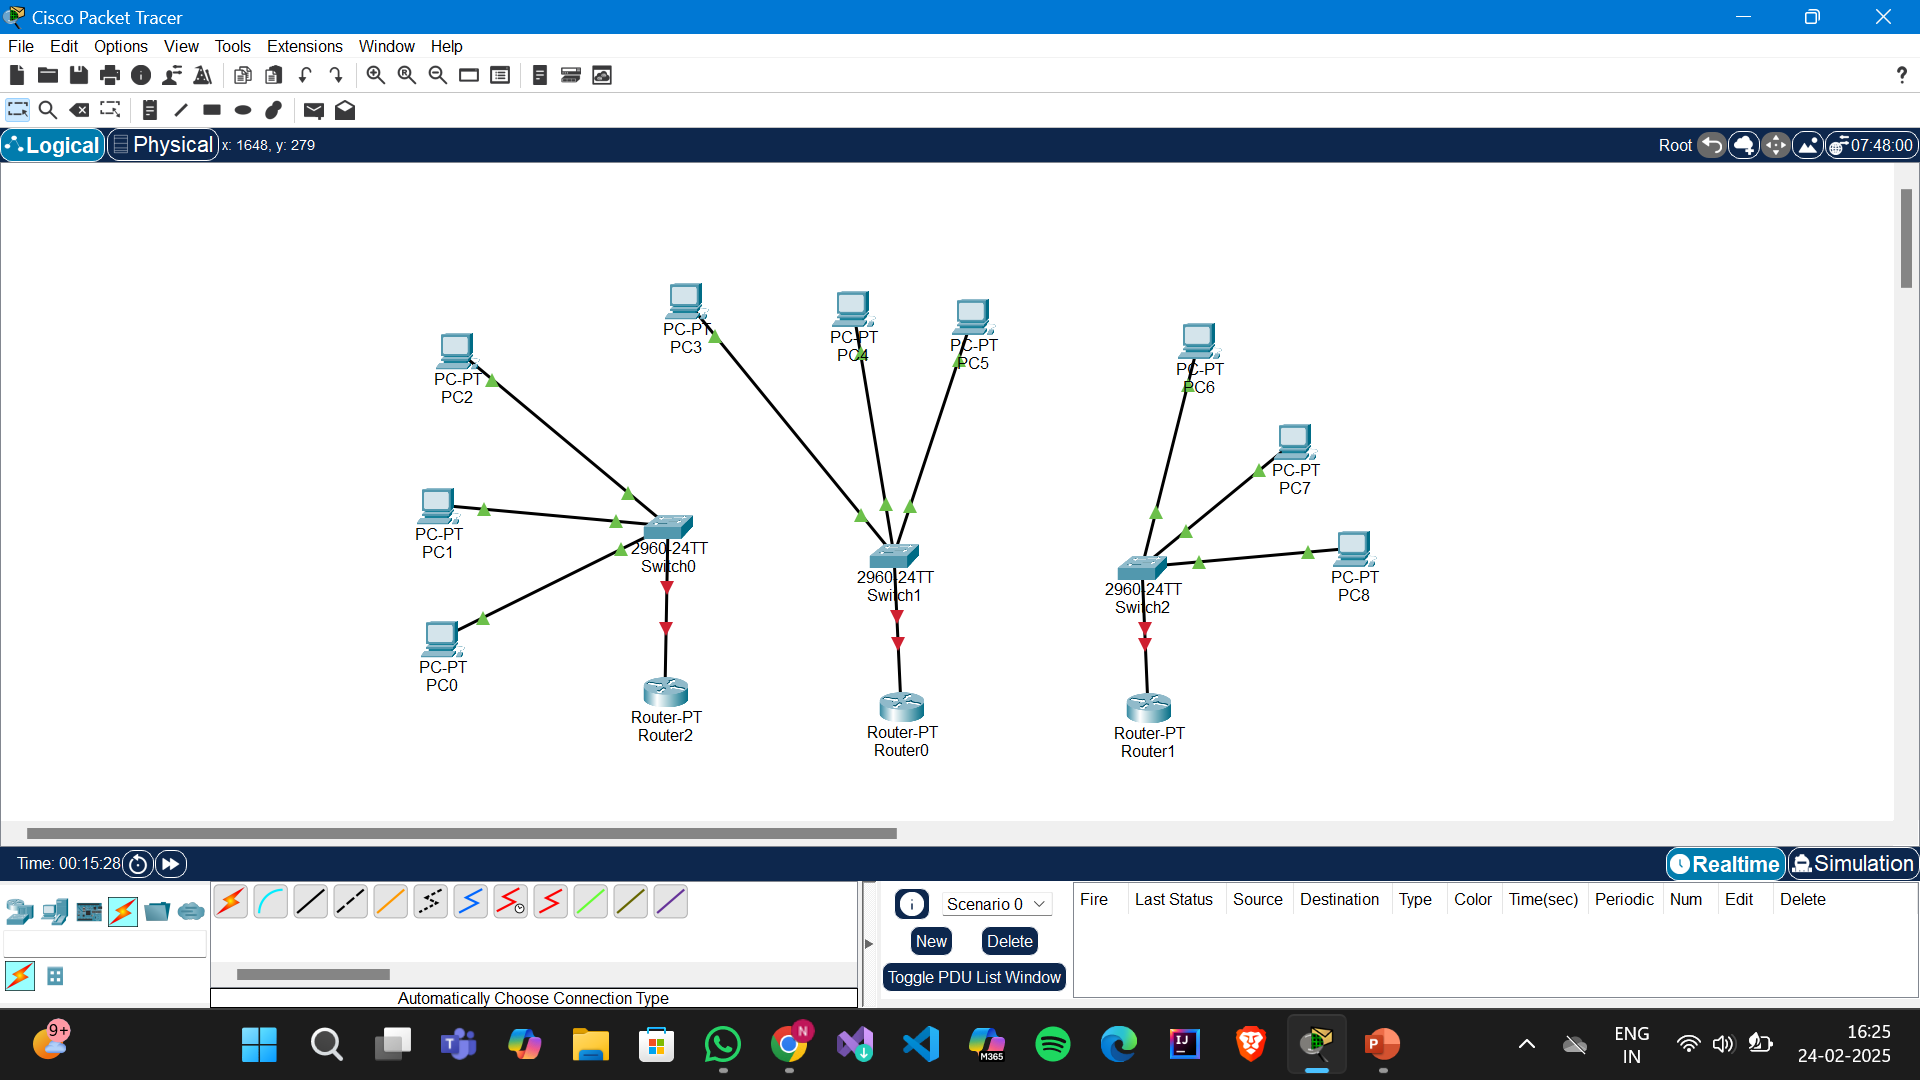 Cisco Packet Tracer
File Edit Options View Tools Extensions Window Help
?
Logical Physical x: 1648, y: 279 Root 07:48:00
PC-PT
PC2
PC-PT
PC3
PC-PT
PC4
PC-PT
PC5
PC-PT
PC6
PC-PT
PC7
PC-PT
PC1
2960-24TT
Switch0
2960-24TT
Switch1
2960-24TT
Switch2
PC-PT
PC8
PC-PT
PC0
Router-PT
Router2
Router-PT
Router0
Router-PT
Router1
Time: 00:15:28 Realtime Simulation
Scenario 0
New Delete
Toggle PDU List Window
Fire Last Status Source Destination Type Color Time(sec) Periodic Num Edit Delete
Automatically Choose Connection Type
9+
N
M365
IJ
P
ENG
IN
16:25
24-02-2025